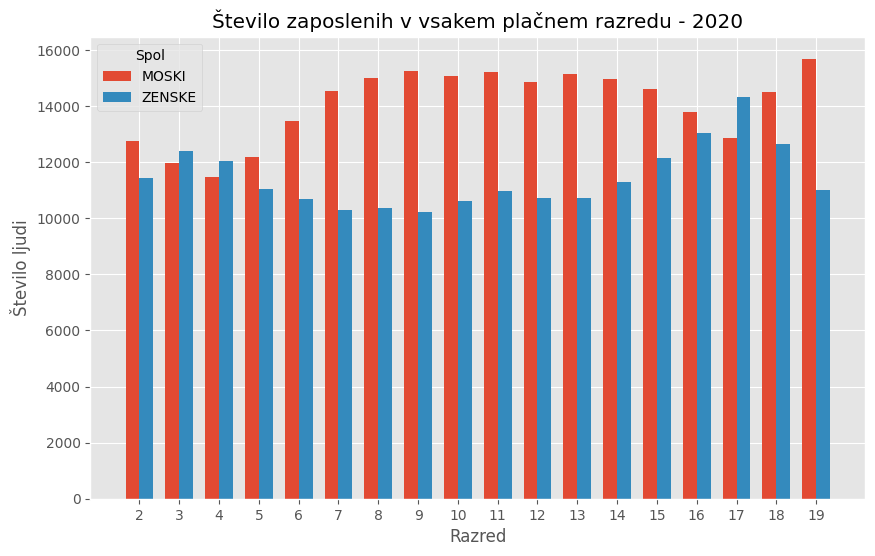 Število zaposlenih v vsakem plačnem razredu - 2020
Spol
MOSKI
ZENSKE
16000
14000
12000
10000
8000
6000
4000
2000
0
Število ljudi
2 3 4 5 6 7 8 9 10 11 12 13 14 15 16 17 18 19
Razred